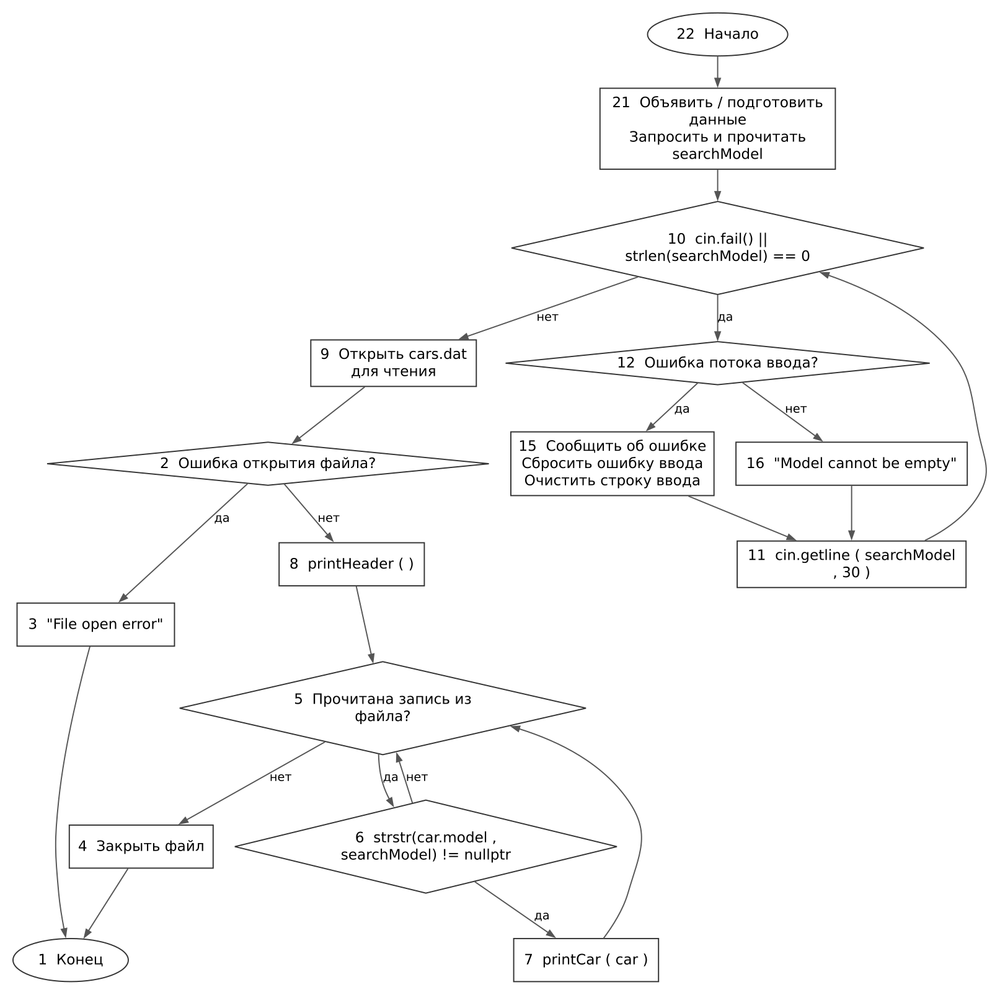 22 Начало
21 Объявить / подготовить
данные
Запросить и прочитать
searchModel
10 cin.fail() ||
strlen(searchModel) == 0
нет
да
9 Открыть cars.dat
для чтения
12 Ошибка потока ввода?
да
нет
15 Сообщить об ошибке
Сбросить ошибку ввода
Очистить строку ввода
16 "Model cannot be empty"
2 Ошибка открытия файла?
да
нет
11 cin.getline ( searchModel
, 30 )
8 printHeader ( )
3 "File open error"
5 Прочитана запись из
файла?
нет
да
нет
4 Закрыть файл
6 strstr(car.model ,
searchModel) != nullptr
да
1 Конец
7 printCar ( car )